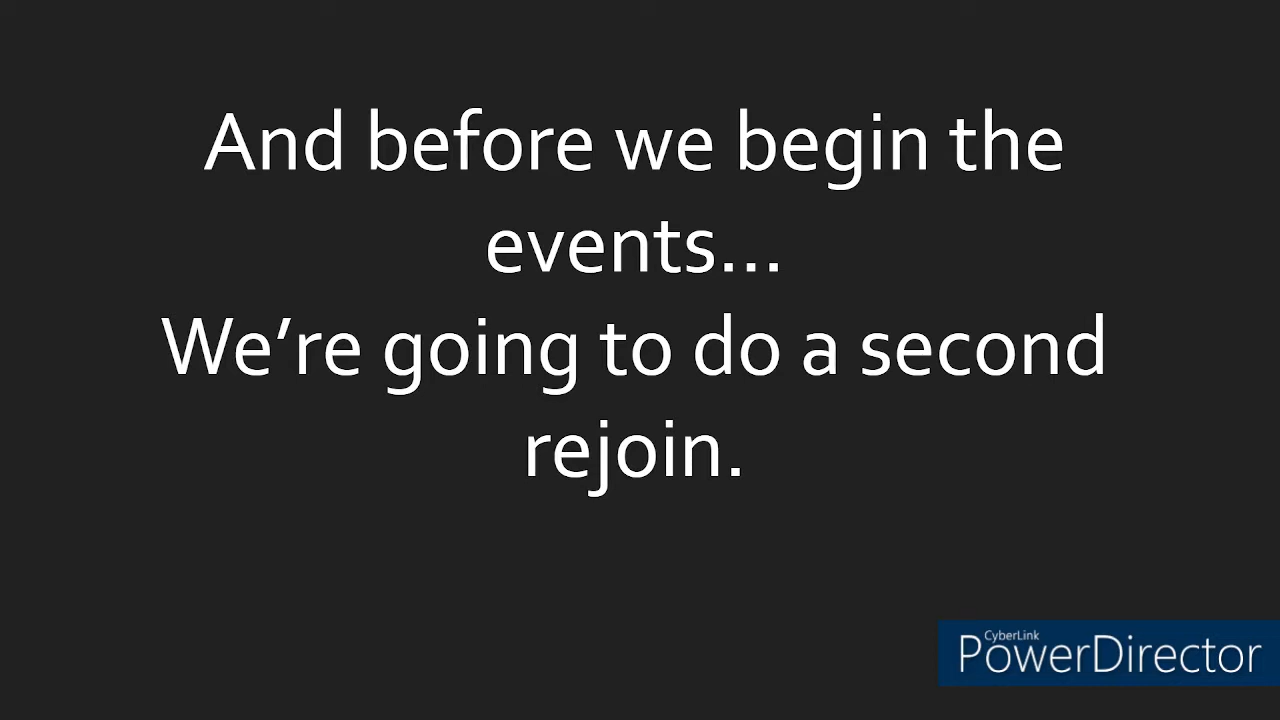 And before we begin the
events...
We're going to do a second
rejoin.
CyberLink
PowerDirector